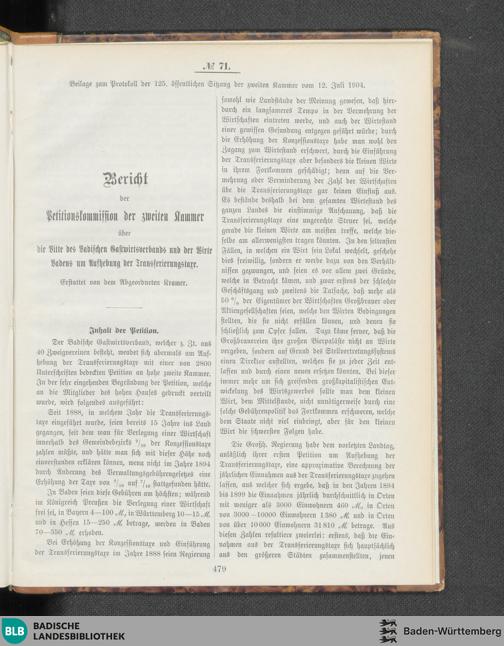 № 71.
Beilage zum Protokoll der 125. öffentlichen Sitzung der zweiten Kammer vom 12. Juli 1904.
Bericht
der
Petitionskommission der zweiten Kammer
über
die Bitte des Badischen Gastwirtsverbands und der Wirte
Badens um Aufhebung der Transferierungstaxe.
Erstattet von dem Abgeordneten Kramer.
Inhalt der Petition.
Der Badische Gastwirtverband, welcher z. Zt. aus
40 Zweigvereinen besteht, wendet sich abermals um Auf-
hebung der Transferierungstaxe mit einer von 2800
Unterschriften bedeckten Petition an hohe zweite Kammer.
In der sehr eingehenden Begründung der Petition, welche
an die Mitglieder des hohen Hauses gedruckt verteilt
wurde, wird folgendes ausgeführt:
Seit 1888, in welchem Jahr die Transferierungs-
taxe eingeführt wurde, seien bereits 15 Jahre ins Land
gegangen, seit dem man für Verlegung einer Wirtschaft
innerhalb des Gemeindebezirks
zahlen müßte, und hätte man sich mit dieser Höhe noch
einverstanden erklären können, wenn nicht im Jahre 1894
durch Änderung des Verwaltungsgebührengesetzes eine
Erhöhung der Taxe von auf stattgefunden hätte.
In Baden seien diese Gebühren am höchsten; während
im Königreich Preußen die Verlegung einer Wirtschaft
frei sei, in Bayern 4—100 M, in Württemberg 10—15 M
und in Hessen 15—250 M betrage, werden in Baden
70—350 M erhoben.
Bei Erhöhung der Konzessionstaxe und Einführung
der Transferierungstaxe im Jahre 1888 seien Regierung
sowohl wie Landstände der Meinung gewesen, daß hier-
durch ein langsameres Tempo in der Vermehrung der
Wirtschaften eintreten werde, und auch der Wirtestand
einer gewissen Gesundung entgegen geführt würde; durch
die Erhöhung der Konzessionstaxe habe man wohl den
Zugang zum Wirtestand erschwert, durch die Einführung
der Transferierungstaxe aber besonders die kleinen Wirte
in ihrem Fortkommen geschädigt; denn auf die Ver-
mehrung oder Verminderung der Zahl der Wirtschaften
übe die Transferierungstaxe gar keinen Einfluß aus.
Es bestände deshalb bei dem gesamten Wirtestand des
ganzen Landes die einstimmige Anschauung, daß die
Transferierungstaxe eine ungerechte Steuer sei, welche
gerade die kleinen Wirte am meisten treffe, welche die-
selbe am allerwenigsten tragen könnten. In den seltensten
Fällen, in welchen ein Wirt sein Lokal wechselt, geschehe
dies freiwillig, sondern er werde dazu von den Verhält-
nissen gezwungen, und seien es vor allem zwei Gründe,
welche in Betracht kämen, und zwar erstens der schlechte
Geschäftsgang und zweitens die Tatsache, daß mehr als
50 % der Eigentümer der Wirtschaften Großbrauer oder
Aktiengesellschaften seien, welche den Wirten Bedingungen
stellten, die sie nicht erfüllen können, und denen sie
schließlich zum Opfer fallen. Dazu käme ferner, daß die
Großbrauereien ihre großen Bierpaläste nicht an Wirte
vergeben, sondern auf Grund des Stellvertretungssystems
einen Direktor anstellten, welchen sie zu jeder Zeit ent-
lassen und durch einen neuen ersetzen könnten. Bei dieser
immer mehr um sich greifenden großkapitalistischen Ent-
wickelung des Wirtsgewerbes sollte man dem kleinen
Wirt, dem Mittelstande, nicht unnötigerweise durch eine
solche Gebührenpolitik das Fortkommen erschweren, welche
dem Staate nicht viel einbringt, aber für den kleinen
Wirt die schwersten Folgen habe.
Die Großh. Regierung habe dem vorletzten Landtag,
anläßlich ihrer ersten Petition um Aufhebung der
Transferierungstaxe, eine approximative Berechnung der
jährlichen Einnahmen aus der Transferierungstaxe zugehen
lassen, aus welcher sich ergebe, daß in den Jahren 1894
bis 1899 die Einnahmen jährlich durchschnittlich in Orten
mit weniger als 3000 Einwohnern 460 M, in Orten
von 3000—10000 Einwohnern 1380 M und in Orten
von über 10000 Einwohnern 31810 M betrage. Aus
diesen Zahlen resultiere zweierlei: erstens, daß die Ein-
nahmen aus der Transferierungstaxe sich hauptsächlich
aus den größeren Städten zusammenstellten, jenen
479
BLB
BADISCHE
LANDESBIBLIOTHEK
Baden-Württemberg